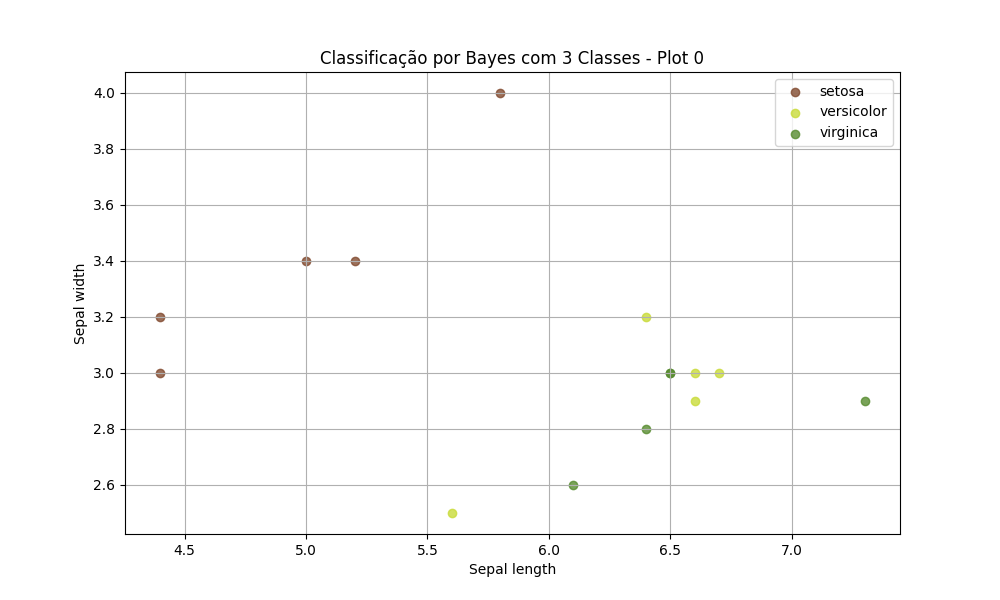 Classificação por Bayes com 3 Classes - Plot 0
setosa
versicolor
virginica
4.0
3.8
3.6
3.4
3.2
3.0
2.8
2.6
Sepal width
4.5 5.0 5.5 6.0 6.5 7.0
Sepal length